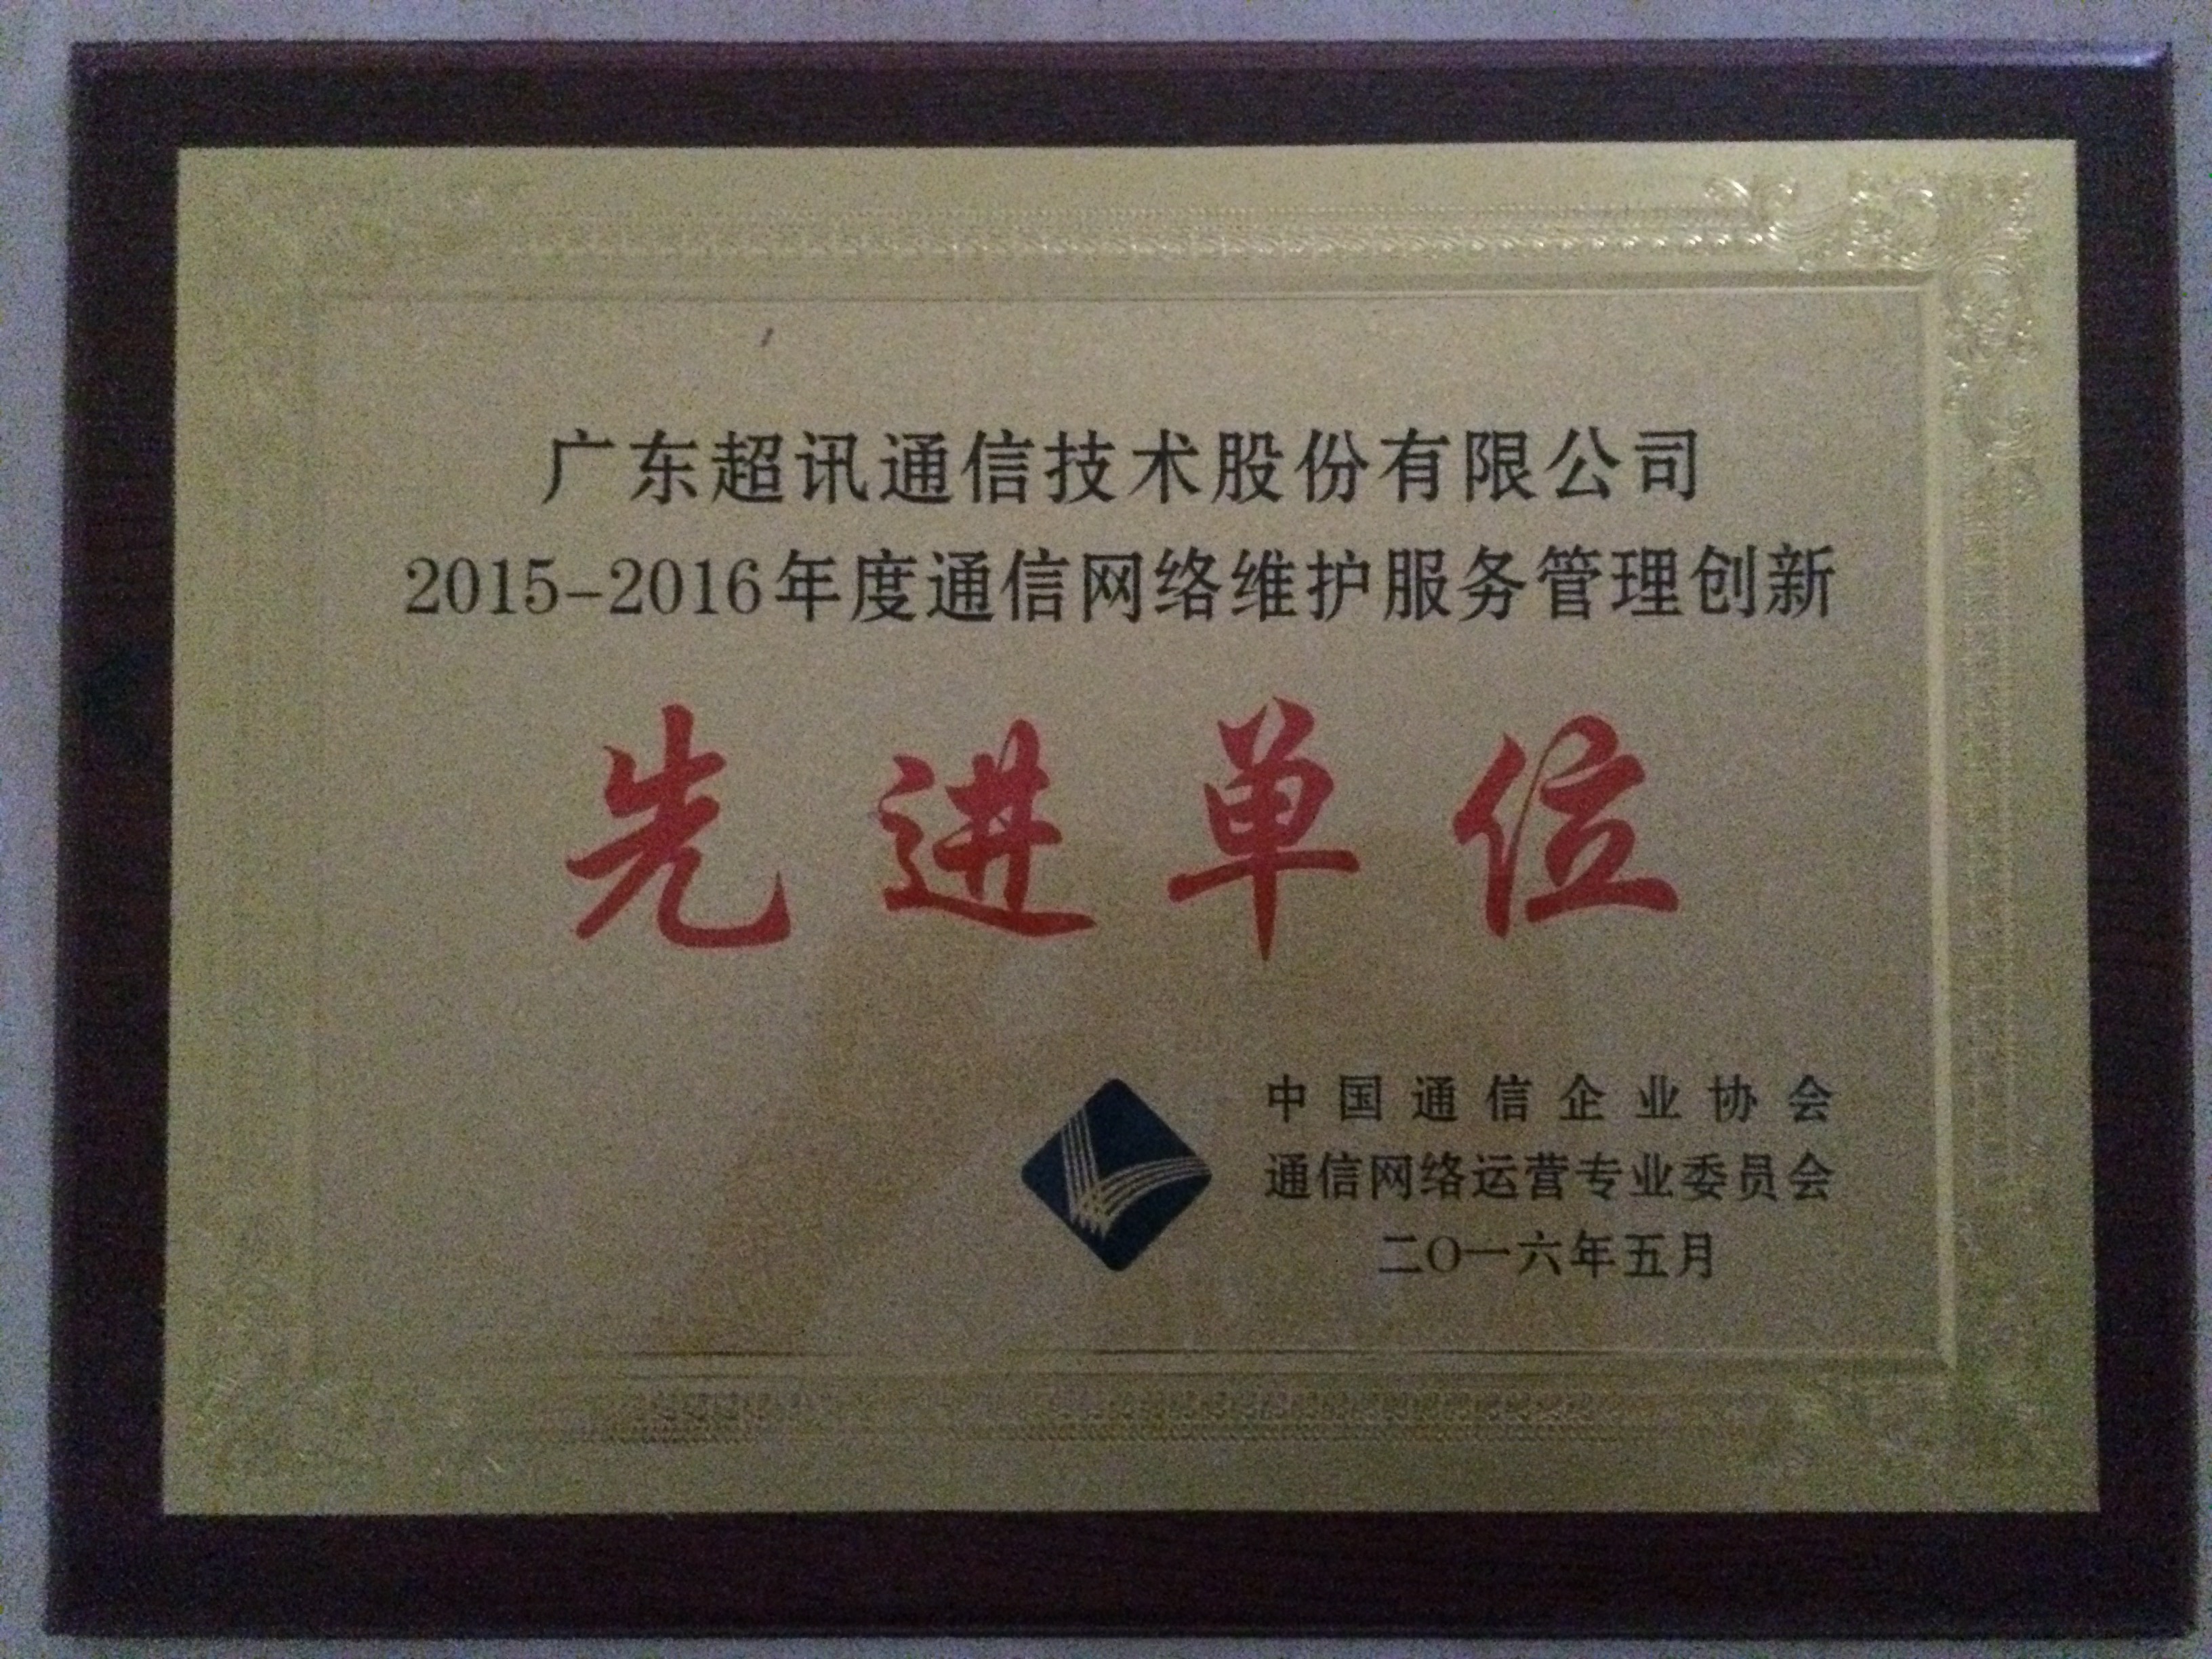 广东超讯通信技术股份有限公司
2015-2016年度通信网络维护服务管理创新
先进单位
中国通信企业协会
通信网络运营专业委员会
二〇一六年五月